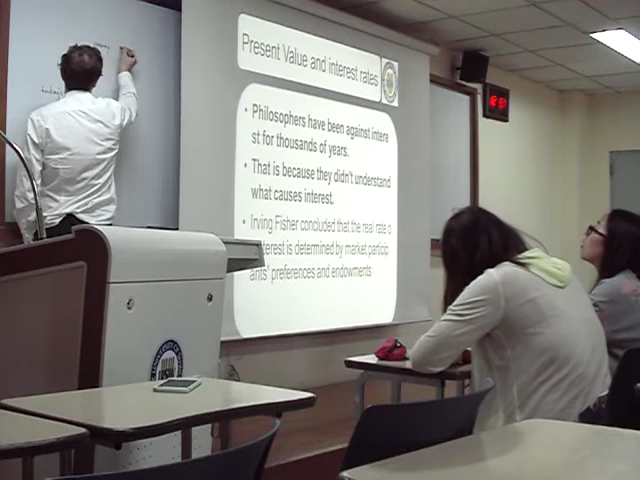 Present Value and interest rates
• Philosophers have been against intere
st for thousands of years.
• That is because they didn't understand
what causes interest.
• Irving Fisher concluded that the real rate o
interest is determined by market particip
ants' preferences and endowments